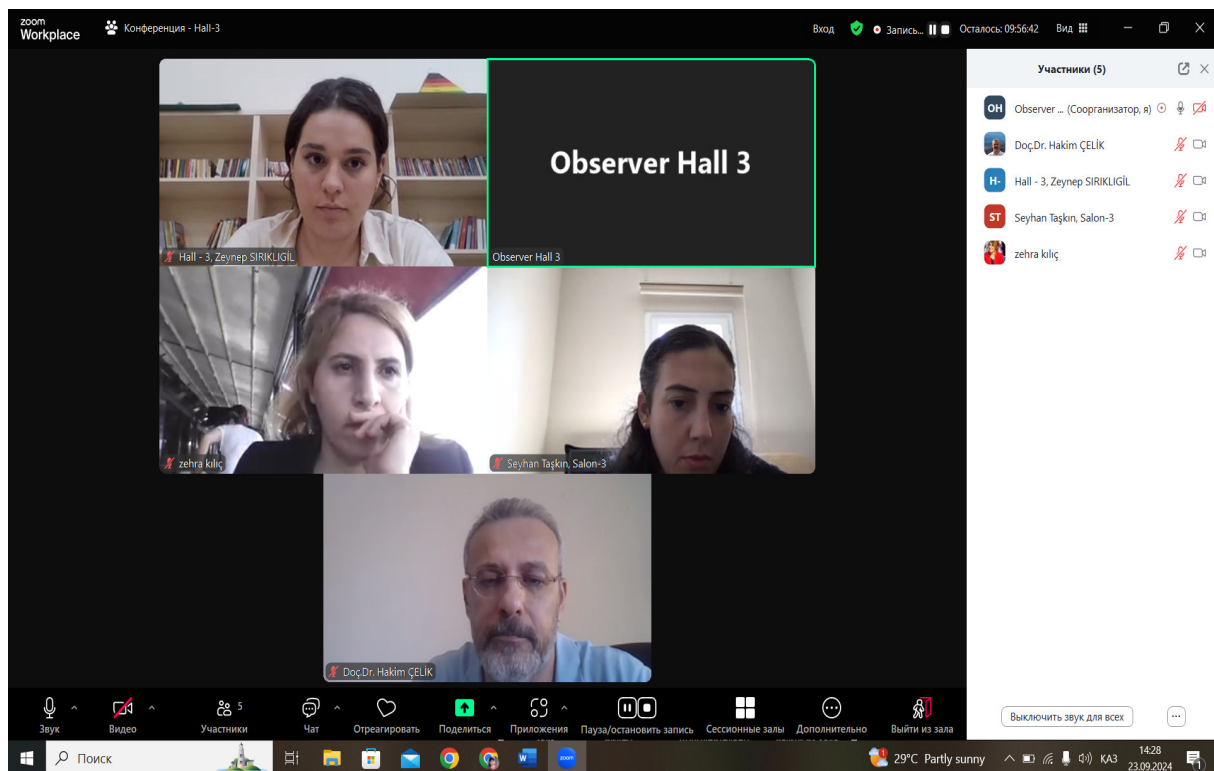 zoom
Workplace
Конференция - Hall-3
Вход
Запись...
Осталось: 09:56:42
Вид
Hall - 3, Zeynep SIRIKLIGİL
Observer Hall 3
Observer Hall 3
zehra kılıç
Seyhan Taşkın, Salon-3
Doç.Dr. Hakim ÇELİK
Участники (5)
OH Observer ... (Соорганизатор, я)
Doç.Dr. Hakim ÇELİK
H- Hall - 3, Zeynep SIRIKLIGİL
ST Seyhan Taşkın, Salon-3
zehra kılıç
Выключить звук для всех
...
Звук
Видео
5
Участники
Чат
Отреагировать
Поделиться
Приложения
Пауза/остановить запись
Сессионные залы
Дополнительно
Выйти из зала
Поиск
W
zoom
1
29°C Partly sunny
ҚАЗ
14:28
23.09.2024
1